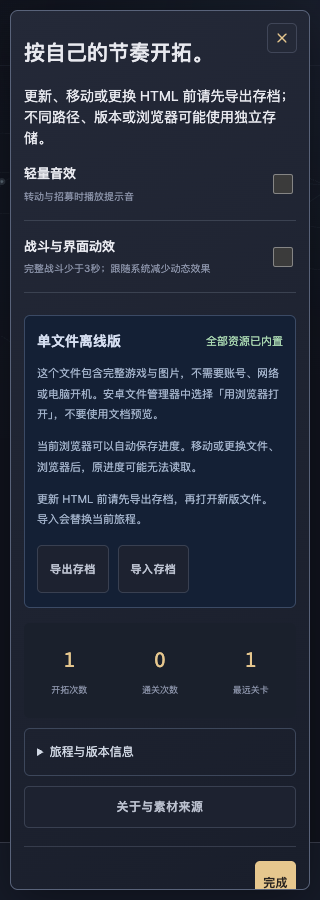 按自己的节奏开拓。
更新、移动或更换 HTML 前请先导出存档；
不同路径、版本或浏览器可能使用独立存
储。
轻量音效
转动与招募时播放提示音
战斗与界面动效
完整战斗少于3秒；跟随系统减少动态效果
单文件离线版
全部资源已内置
这个文件包含完整游戏与图片，不需要账号、网络
或电脑开机。安卓文件管理器中选择「用浏览器打
开」，不要使用文档预览。
当前浏览器可以自动保存进度。移动或更换文件、
浏览器后，原进度可能无法读取。
更新 HTML 前请先导出存档，再打开新版文件。
导入会替换当前旅程。
导出存档
导入存档
1
0
1
开拓次数
通关次数
最远关卡
旅程与版本信息
关于与素材来源
完成